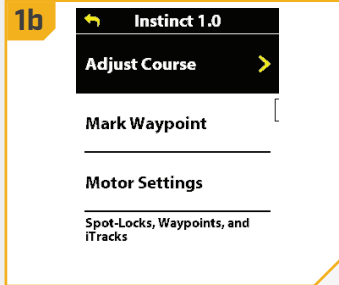 1b
Instinct 1.0
Adjust Course
Mark Waypoint
Motor Settings
Spot-Locks, Waypoints, and
iTracks